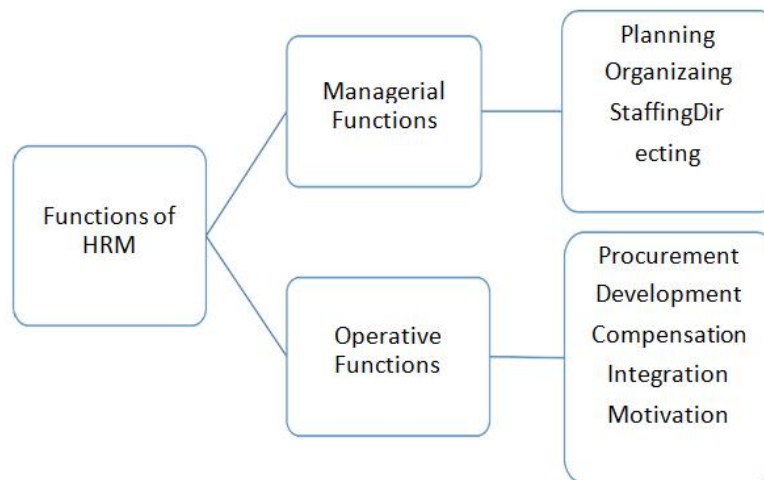 Functions of
HRM
Managerial
Functions
Planning
Organizaing
StaffingDir
ecting
Operative
Functions
Procurement
Development
Compensation
Integration
Motivation